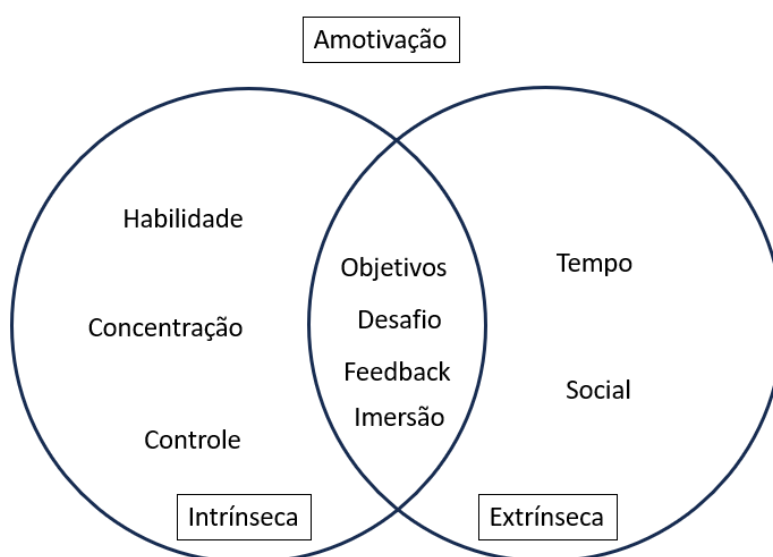 Amotivação
Habilidade
Concentração
Controle
Intrínseca
Objetivos
Desafio
Feedback
Imersão
Tempo
Social
Extrínseca